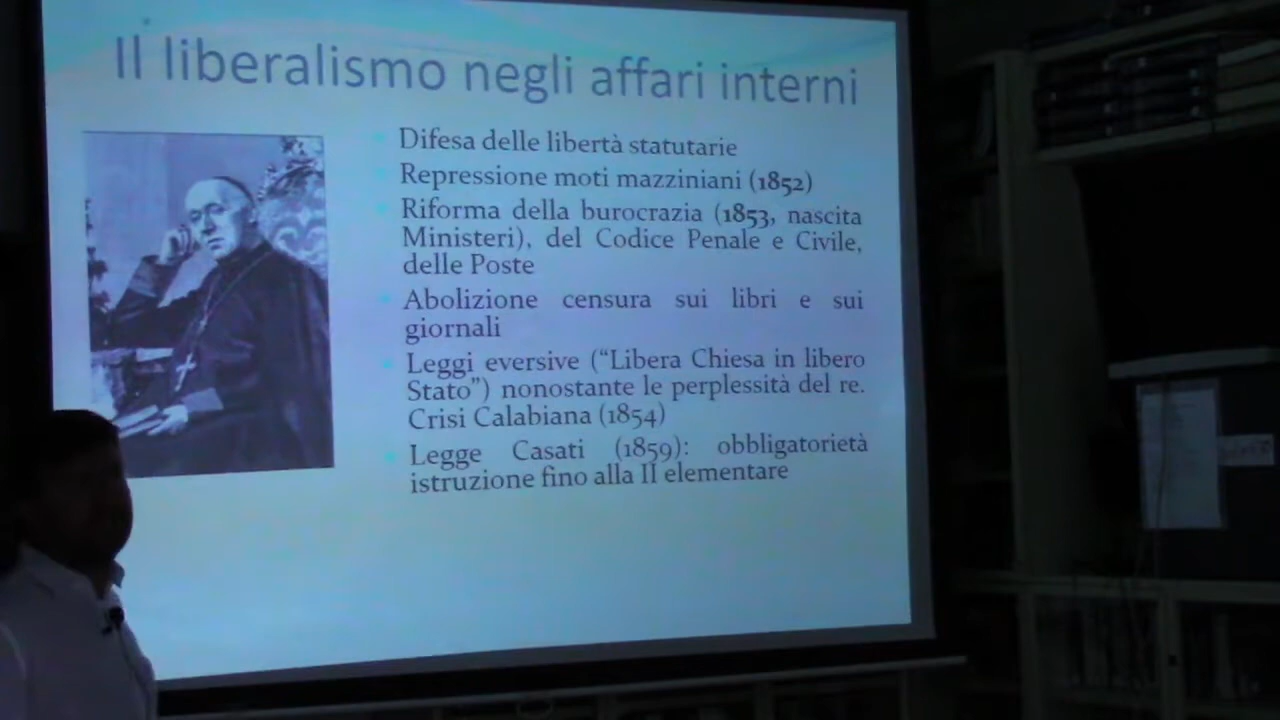 Il liberalismo negli affari interni
Difesa delle libertà statutarie
Repressione moti mazziniani (1852)
Riforma della burocrazia (1853, nascita
Ministeri), del Codice Penale e Civile,
delle Poste
Abolizione censura sui libri e sui
giornali
Leggi eversive (“Libera Chiesa in libero
Stato”) nonostante le perplessità del re.
Crisi Calabiana (1854)
Legge Casati (1859): obbligatorietà
istruzione fino alla II elementare